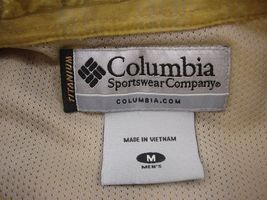 TITANIUM
Columbia
Sportswear Company®
COLUMBIA.COM
MADE IN VIETNAM
M
MEN'S